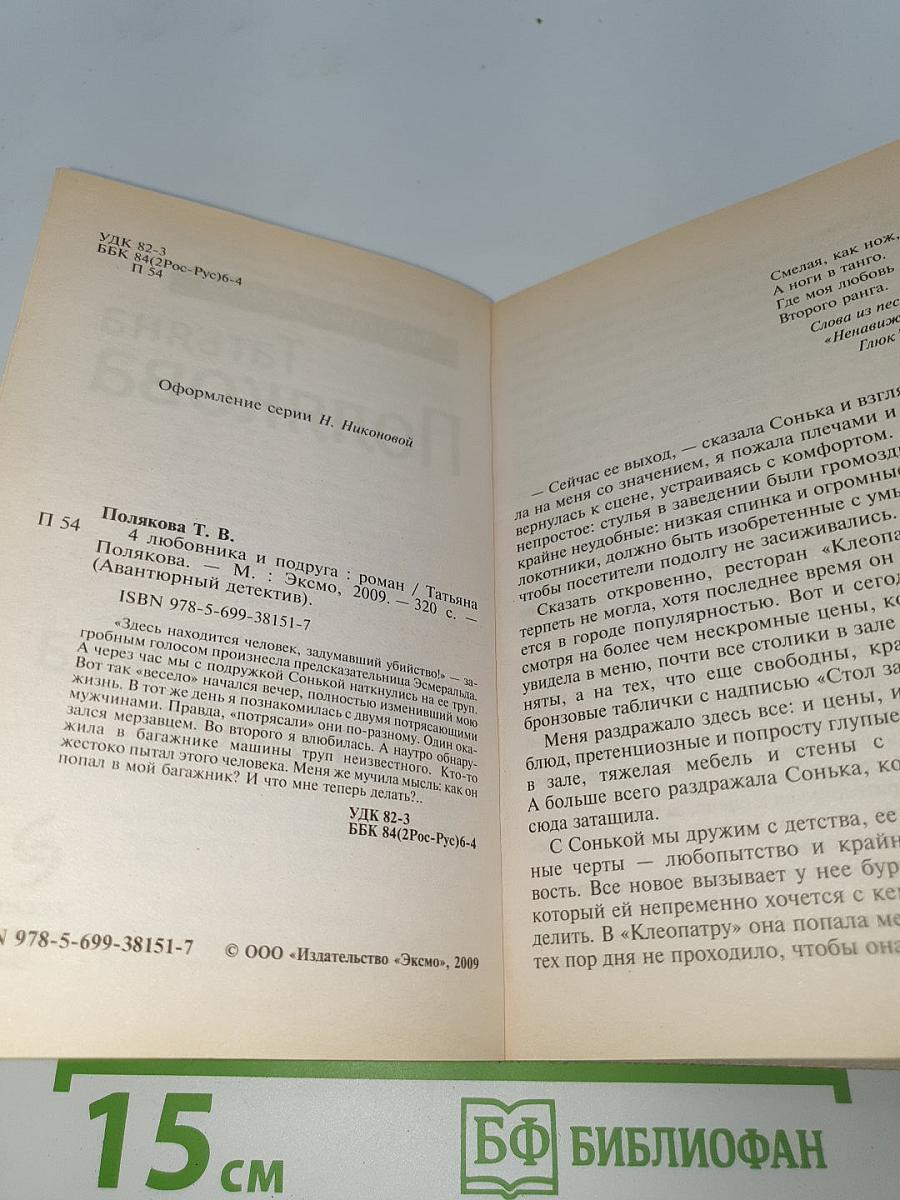 УДК 82-3
ББК 84(2Рос-Рус)6-4
П 54
Оформление серии Н. Никоновой
П 54
Полякова Т. В.
4 любовника и подруга : роман / Татьяна
Полякова. — М. : Эксмо, 2009. — 320 с. —
(Авантюрный детектив).
ISBN 978-5-699-38151-7
«Здесь находится человек, задумавший убийство!» — за-
гробным голосом произнесла предсказательница Эсмеральда.
А через час мы с подружкой Сонькой наткнулись на ее труп.
Вот так «весело» начался вечер, полностью изменивший мою
жизнь. В тот же день я познакомилась с двумя потрясающими
мужчинами. Правда, «потрясали» они по-разному. Один ока-
зался мерзавцем. Во второго я влюбилась. А наутро обнару-
жила в багажнике машины труп неизвестного. Кто-то
жестоко пытал этого человека. Меня же мучила мысль: как он
попал в мой багажник? И что мне теперь делать?..
УДК 82-3
ББК 84(2Рос-Рус)6-4
N 978-5-699-38151-7
© ООО «Издательство «Эксмо», 2009
Смелая, как нож,
А ноги в танго.
Где моя любовь
Второго ранга.
Слова из пес
«Ненавиж
Глюк
— Сейчас ее выход, — сказала Сонька и взгля
ла на меня со значением, я пожала плечами и
вернулась к сцене, устраиваясь с комфортом.
непростое: стулья в заведении были громозд
крайне неудобные: низкая спинка и огромные
локотники, должно быть изобретенные с умы
чтобы посетители подолгу не засиживались.
Сказать откровенно, ресторан «Клеопа
терпеть не могла, хотя последнее время он
ется в городе популярностью. Вот и сегод
смотря на более чем нескромные цены, ко
увидела в меню, почти все столики в зале
няты, а на тех, что еще свободны, кра
бронзовые таблички с надписью «Стол за
Меня раздражало здесь все: и цены, и
блюд, претенциозные и попросту глупые
в зале, тяжелая мебель и стены с
А больше всего раздражала Сонька, ко
сюда затащила.
С Сонькой мы дружим с детства, ее
ные черты — любопытство и крайн
вость. Все новое вызывает у нее бур
который ей непременно хочется с кем
делить. В «Клеопатру» она попала ме
тех пор дня не проходило, чтобы она
15 см
БФ БИБЛИОФАН